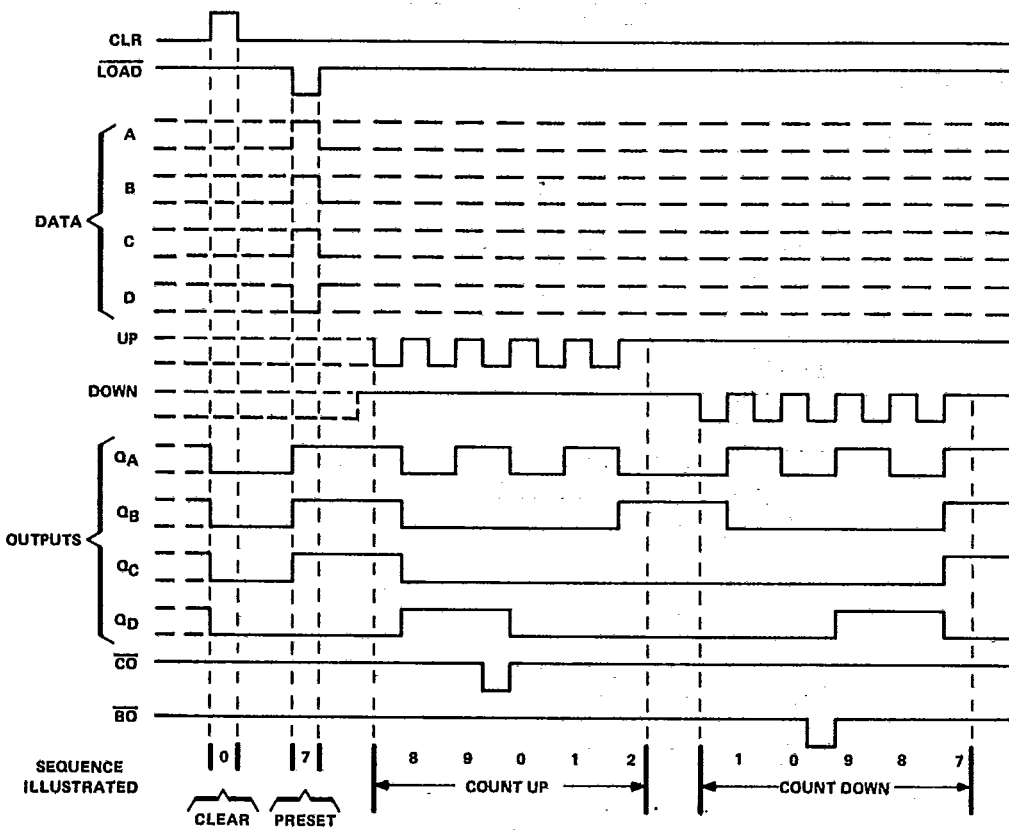 CLR
LOAD
A
B
DATA
C
D
UP
DOWN
QA
QB
OUTPUTS
QC
QD
CO
BO
SEQUENCE ILLUSTRATED
0 7 8 9 0 1 2 1 0 9 8 7
COUNT UP COUNT DOWN
CLEAR PRESET